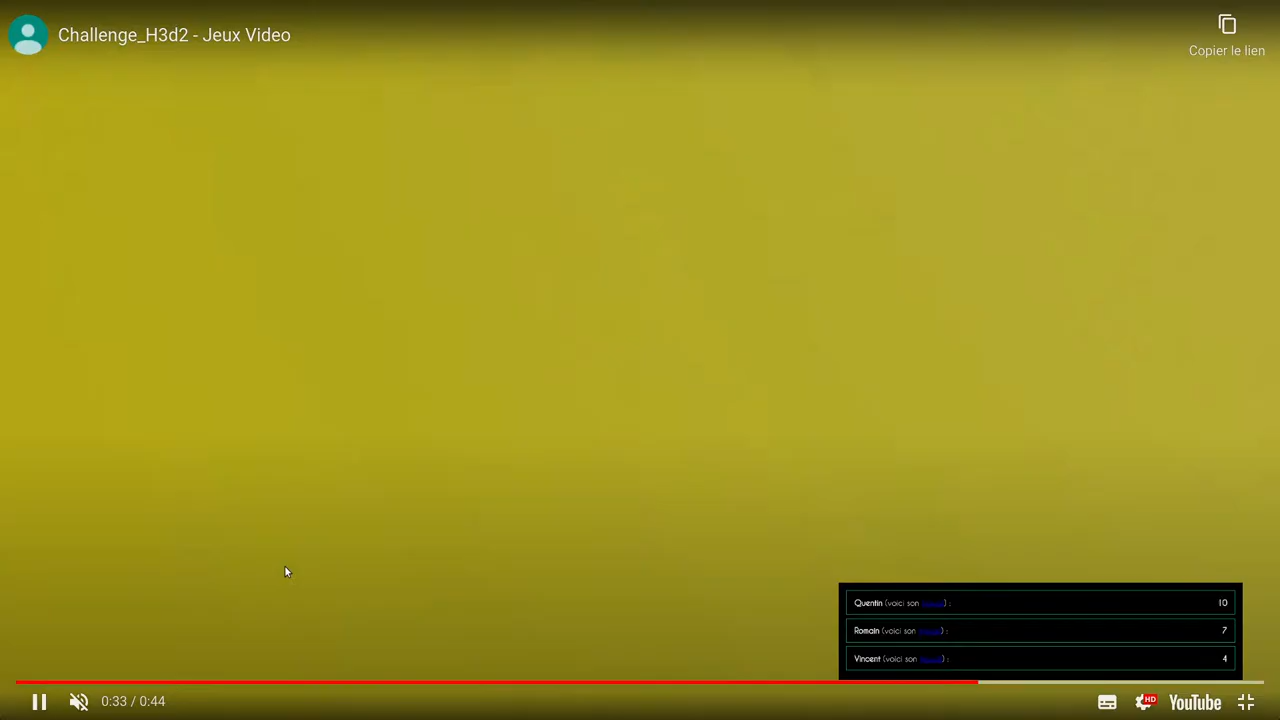 Challenge_H3d2 - Jeux Video
Copier le lien
Quentin (voici son ) : 10
Romain (voici son ) : 7
Vincent (voici son ) : 4
0:33 / 0:44
HD
YouTube